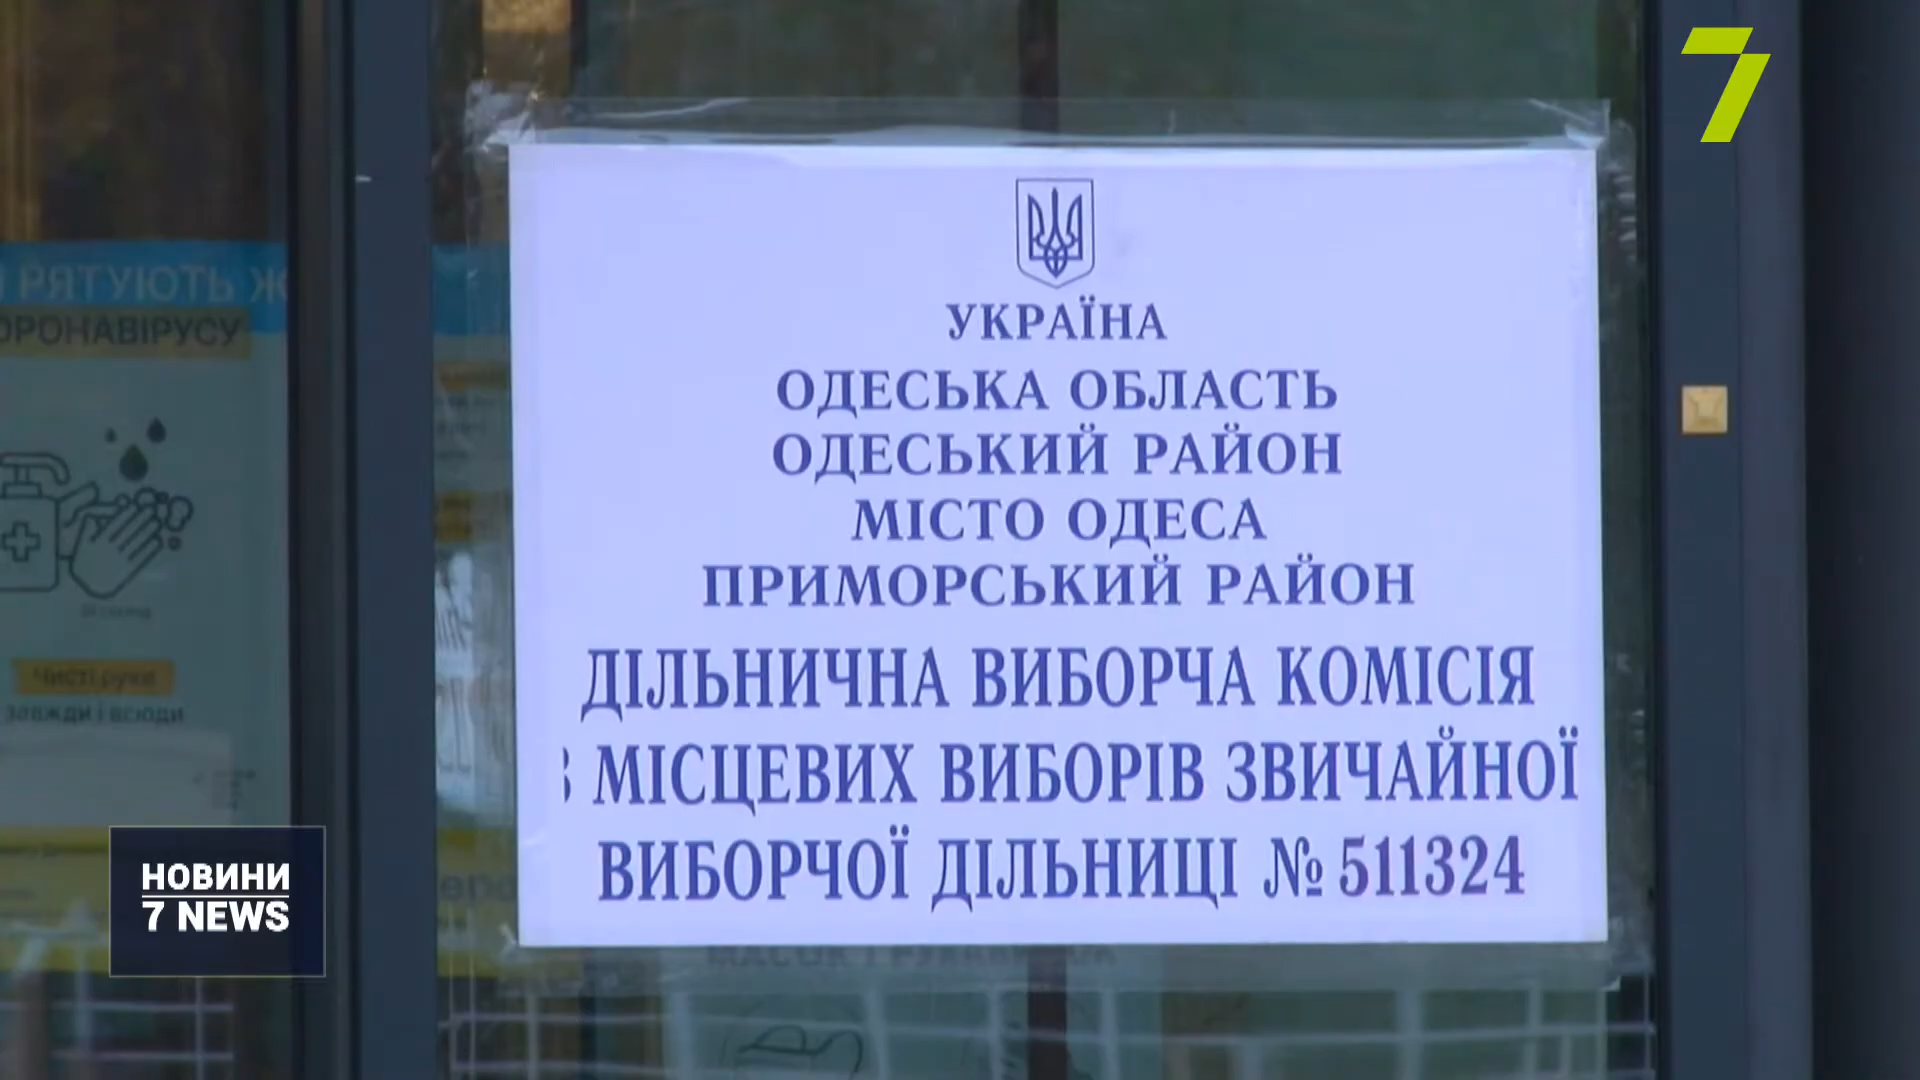 7
УКРАЇНА
ОДЕСЬКА ОБЛАСТЬ
ОДЕСЬКИЙ РАЙОН
МІСТО ОДЕСА
ПРИМОРСЬКИЙ РАЙОН
ДІЛЬНИЧНА ВИБОРЧА КОМІСІЯ
З МІСЦЕВИХ ВИБОРІВ ЗВИЧАЙНОЇ
ВИБОРЧОЇ ДІЛЬНИЦІ № 511324
РЯТУЮТЬ Ж
ОРОНАВІРУСУ
Чисті руки
завжди і всюди
НОВИНИ
7 NEWS